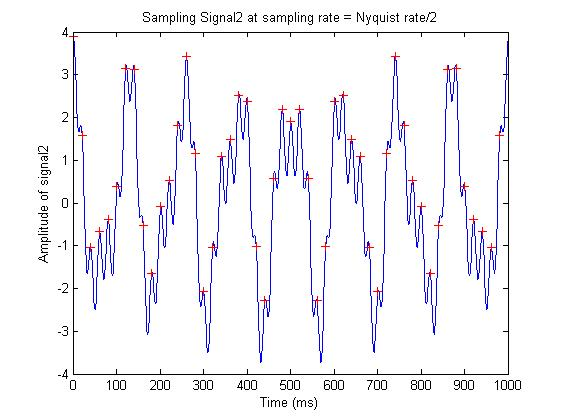 Sampling Signal2 at sampling rate = Nyquist rate/2
Amplitude of signal2
4
3
2
1
0
-1
-2
-3
-4
0 100 200 300 400 500 600 700 800 900 1000
Time (ms)